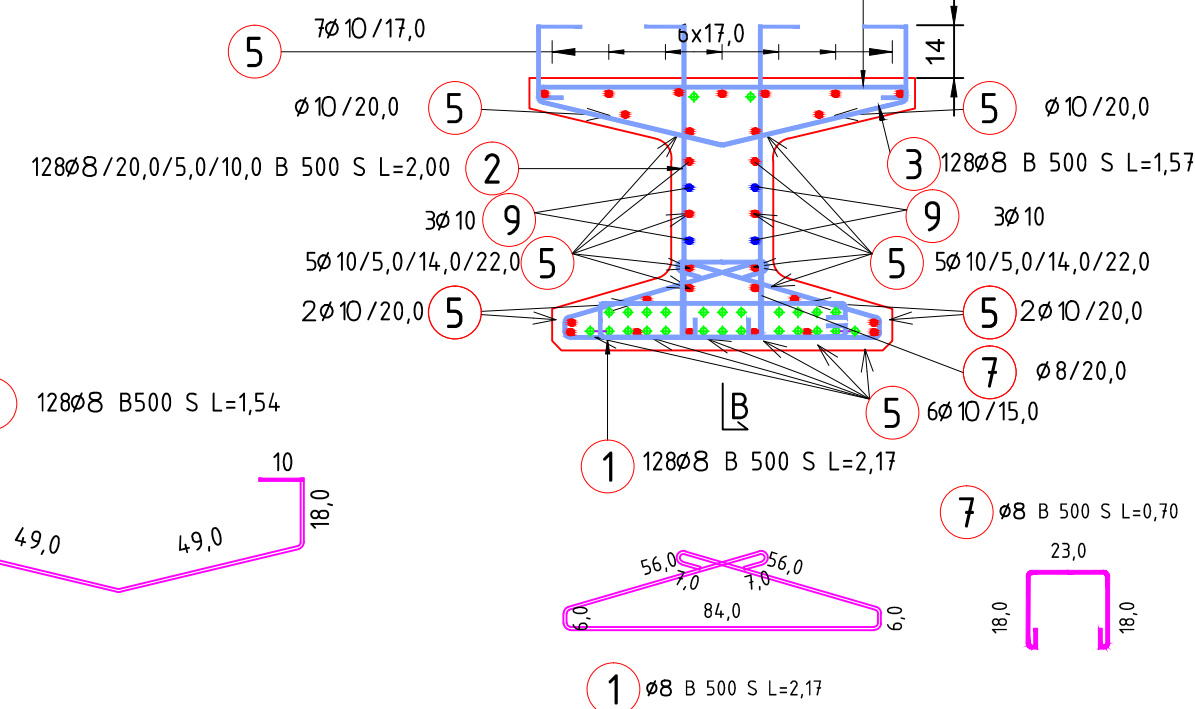 7Ø10/17,0
6x17,0
14
5
Ø10/20,0
5
5
Ø10/20,0
128Ø8/20,0/5,0/10,0 B 500 S L=2,00
2
3
128Ø8 B 500 S L=1,57
3Ø10
9
9
3Ø10
5Ø10/5,0/14,0/22,0
5
5
5Ø10/5,0/14,0/22,0
2Ø10/20,0
5
5
2Ø10/20,0
7
Ø8/20,0
128Ø8 B500 S L=1,54
B
5
6Ø10/15,0
1
128Ø8 B 500 S L=2,17
10
18,0
49,0
49,0
7
Ø8 B 500 S L=0,70
23,0
18,0
18,0
56,0
56,0
7,0
7,0
6,0
84,0
6,0
1
Ø8 B 500 S L=2,17